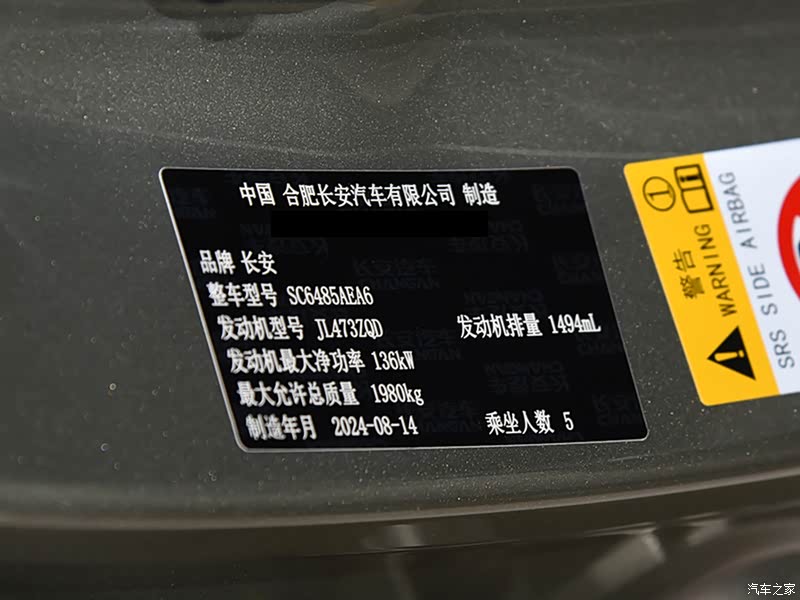 中国 合肥长安汽车有限公司 制造
品牌 长安
整车型号 SC6485AEA6
发动机型号 JL473ZQD 发动机排量 1494mL
发动机最大净功率 136kW
最大允许总质量 1980kg
制造年月 2024-08-14 乘坐人数 5
警告
WARNING
SRS SIDE AIRBAG
汽车之家